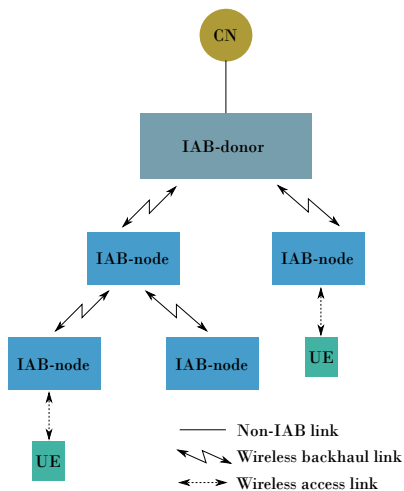 CN
IAB-donor
IAB-node
IAB-node
IAB-node
IAB-node
UE
UE
Non-IAB link
Wireless backhaul link
Wireless access link